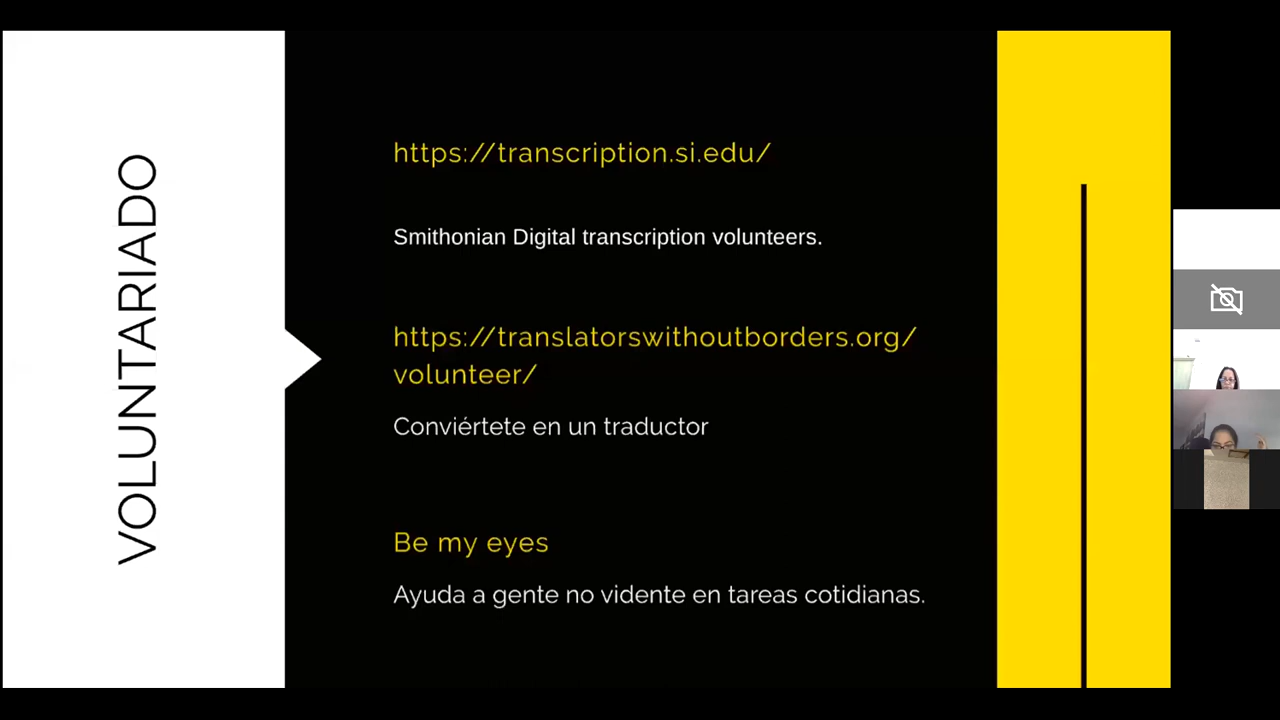 VOLUNTARIADO
https://transcription.si.edu/
Smithonian Digital transcription volunteers.
https://translatorswithoutborders.org/
volunteer/
Conviértete en un traductor
Be my eyes
Ayuda a gente no vidente en tareas cotidianas.